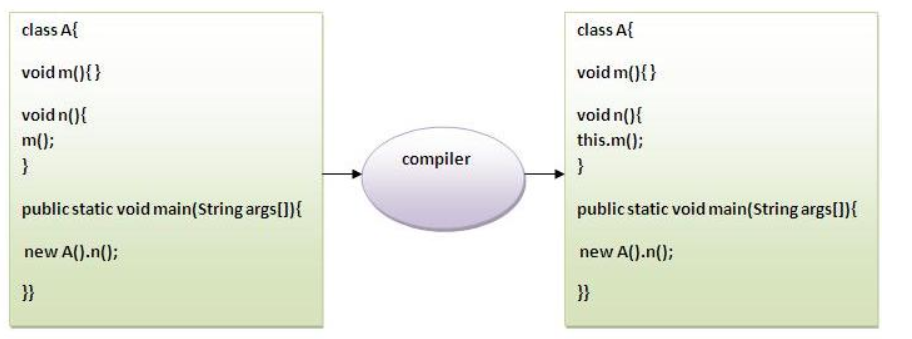 class A{
void m(){}
void n(){
m();
}
public static void main(String args[]){
new A().n();
}}
compiler
class A{
void m(){}
void n(){
this.m();
}
public static void main(String args[]){
new A().n();
}}